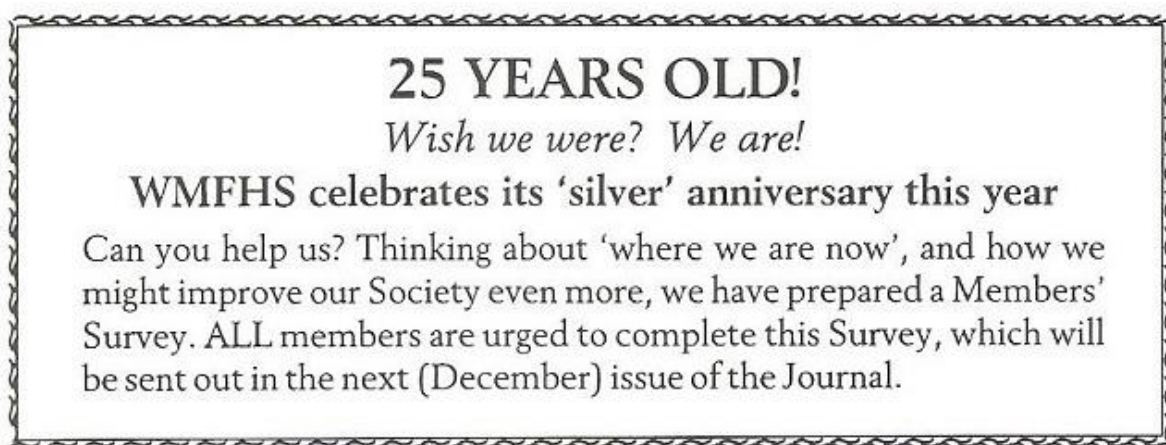 25 YEARS OLD!
Wish we were? We are!
WMFHS celebrates its ‘silver’ anniversary this year
Can you help us? Thinking about ‘where we are now’, and how we
might improve our Society even more, we have prepared a Members’
Survey. ALL members are urged to complete this Survey, which will
be sent out in the next (December) issue of the Journal.